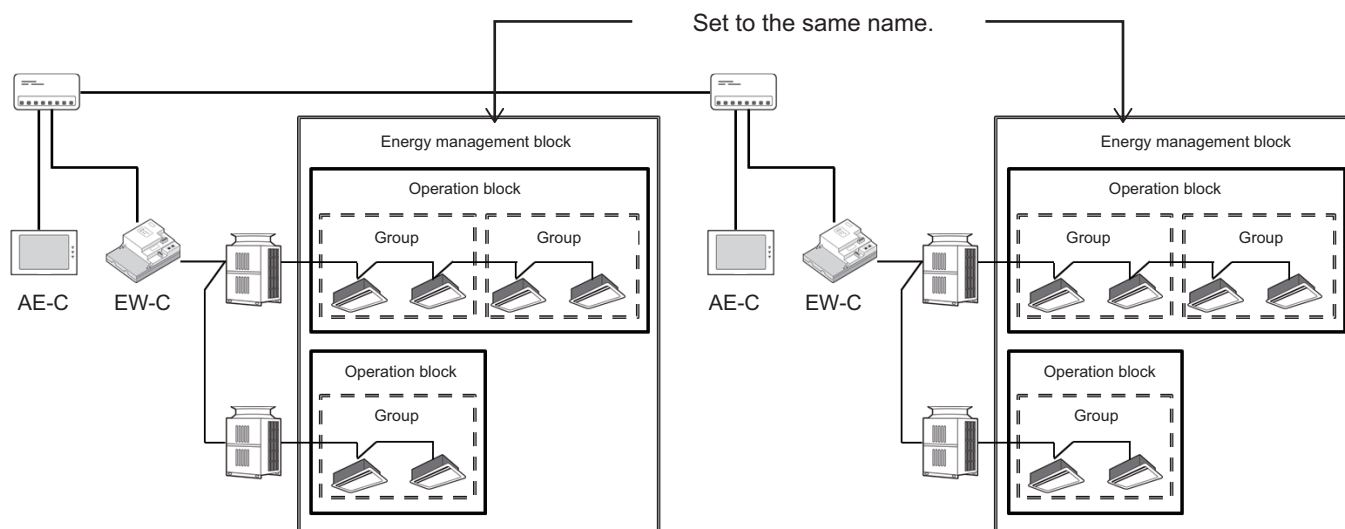 Set to the same name.
Energy management block
Operation block
Group
Group
AE-C
EW-C
Operation block
Group
Energy management block
Operation block
Group
Group
AE-C
EW-C
Operation block
Group